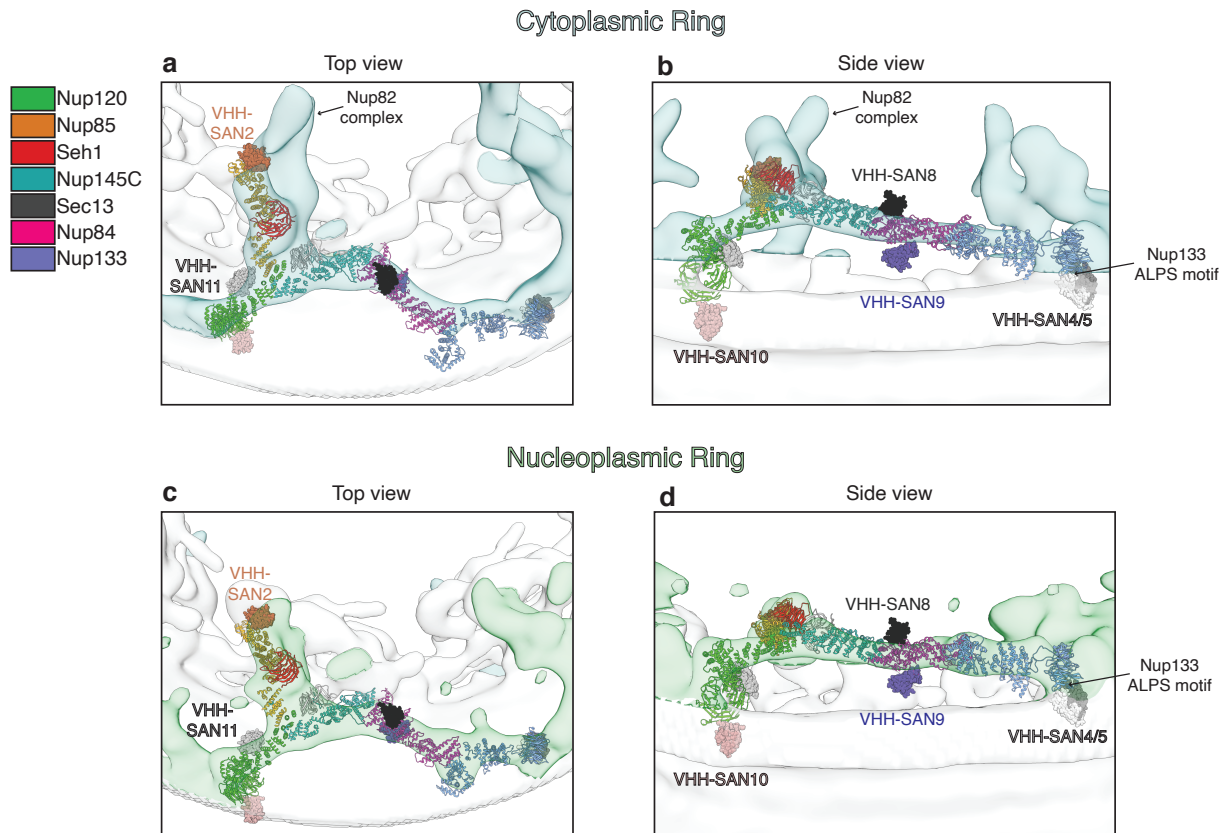 Cytoplasmic Ring
a
Top view
b
Side view
Nup120
Nup85
Seh1
Nup145C
Sec13
Nup84
Nup133
VHH-
SAN2
Nup82
complex
VHH-
SAN11
Nup82
complex
VHH-SAN8
VHH-SAN9
Nup133
ALPS motif
VHH-SAN4/5
VHH-SAN10
Nucleoplasmic Ring
c
Top view
d
Side view
VHH-
SAN2
VHH-
SAN11
VHH-SAN8
VHH-SAN9
Nup133
ALPS motif
VHH-SAN4/5
VHH-SAN10